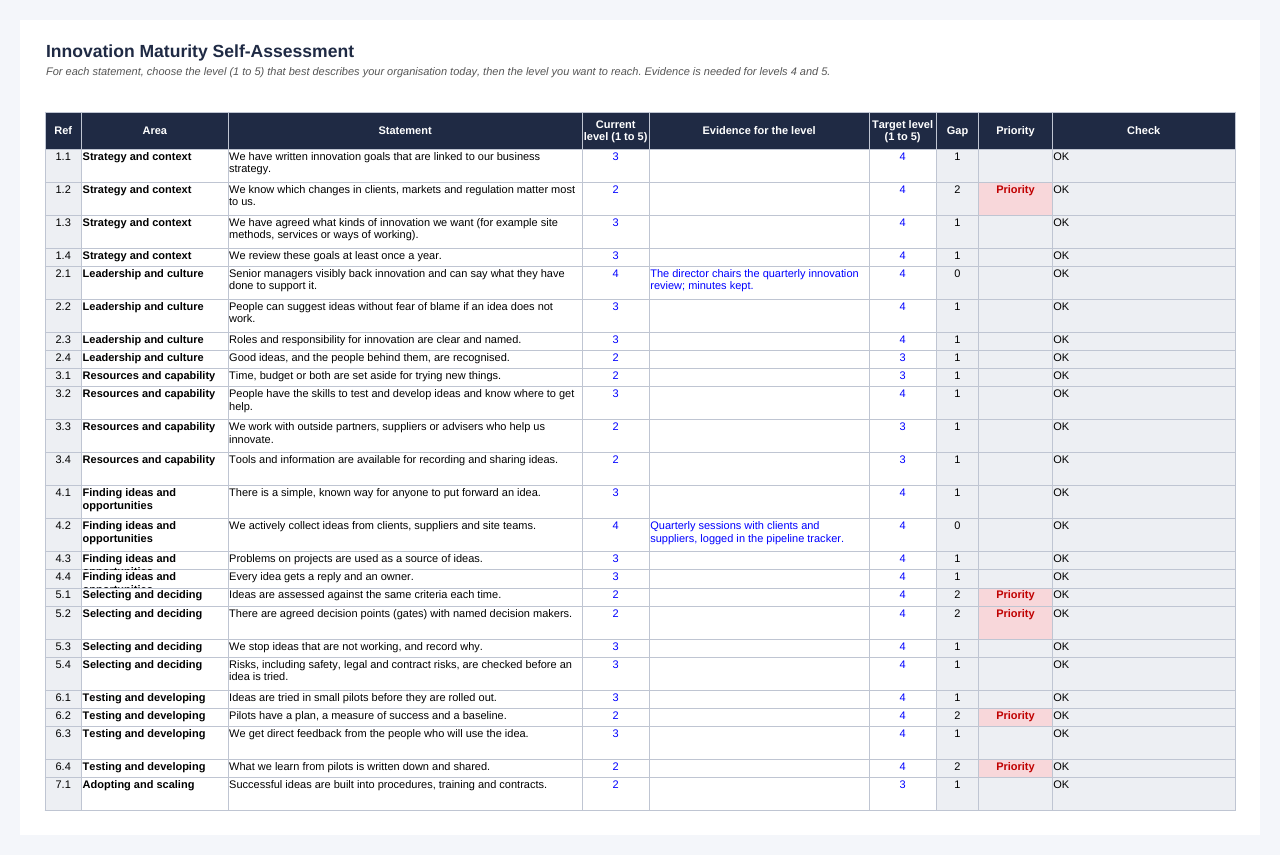 Innovation Maturity Self-Assessment
For each statement, choose the level (1 to 5) that best describes your organisation today, then the level you want to reach. Evidence is needed for levels 4 and 5.
Ref Area Statement Current level (1 to 5) Evidence for the level Target level (1 to 5) Gap Priority Check
1.1 Strategy and context We have written innovation goals that are linked to our business strategy. 3 4 1 OK
1.2 Strategy and context We know which changes in clients, markets and regulation matter most to us. 2 4 2 Priority OK
1.3 Strategy and context We have agreed what kinds of innovation we want (for example site methods, services or ways of working). 3 4 1 OK
1.4 Strategy and context We review these goals at least once a year. 3 4 1 OK
2.1 Leadership and culture Senior managers visibly back innovation and can say what they have done to support it. 4 The director chairs the quarterly innovation review; minutes kept. 4 0 OK
2.2 Leadership and culture People can suggest ideas without fear of blame if an idea does not work. 3 4 1 OK
2.3 Leadership and culture Roles and responsibility for innovation are clear and named. 3 4 1 OK
2.4 Leadership and culture Good ideas, and the people behind them, are recognised. 2 3 1 OK
3.1 Resources and capability Time, budget or both are set aside for trying new things. 2 3 1 OK
3.2 Resources and capability People have the skills to test and develop ideas and know where to get help. 3 4 1 OK
3.3 Resources and capability We work with outside partners, suppliers or advisers who help us innovate. 2 3 1 OK
3.4 Resources and capability Tools and information are available for recording and sharing ideas. 2 3 1 OK
4.1 Finding ideas and opportunities There is a simple, known way for anyone to put forward an idea. 3 4 1 OK
4.2 Finding ideas and opportunities We actively collect ideas from clients, suppliers and site teams. 4 Quarterly sessions with clients and suppliers, logged in the pipeline tracker. 4 0 OK
4.3 Finding ideas and Problems on projects are used as a source of ideas. 3 4 1 OK
4.4 Finding ideas and Every idea gets a reply and an owner. 3 4 1 OK
5.1 Selecting and deciding Ideas are assessed against the same criteria each time. 2 4 2 Priority OK
5.2 Selecting and deciding There are agreed decision points (gates) with named decision makers. 2 4 2 Priority OK
5.3 Selecting and deciding We stop ideas that are not working, and record why. 3 4 1 OK
5.4 Selecting and deciding Risks, including safety, legal and contract risks, are checked before an idea is tried. 3 4 1 OK
6.1 Testing and developing Ideas are tried in small pilots before they are rolled out. 3 4 1 OK
6.2 Testing and developing Pilots have a plan, a measure of success and a baseline. 2 4 2 Priority OK
6.3 Testing and developing We get direct feedback from the people who will use the idea. 3 4 1 OK
6.4 Testing and developing What we learn from pilots is written down and shared. 2 4 2 Priority OK
7.1 Adopting and scaling Successful ideas are built into procedures, training and contracts. 2 3 1 OK